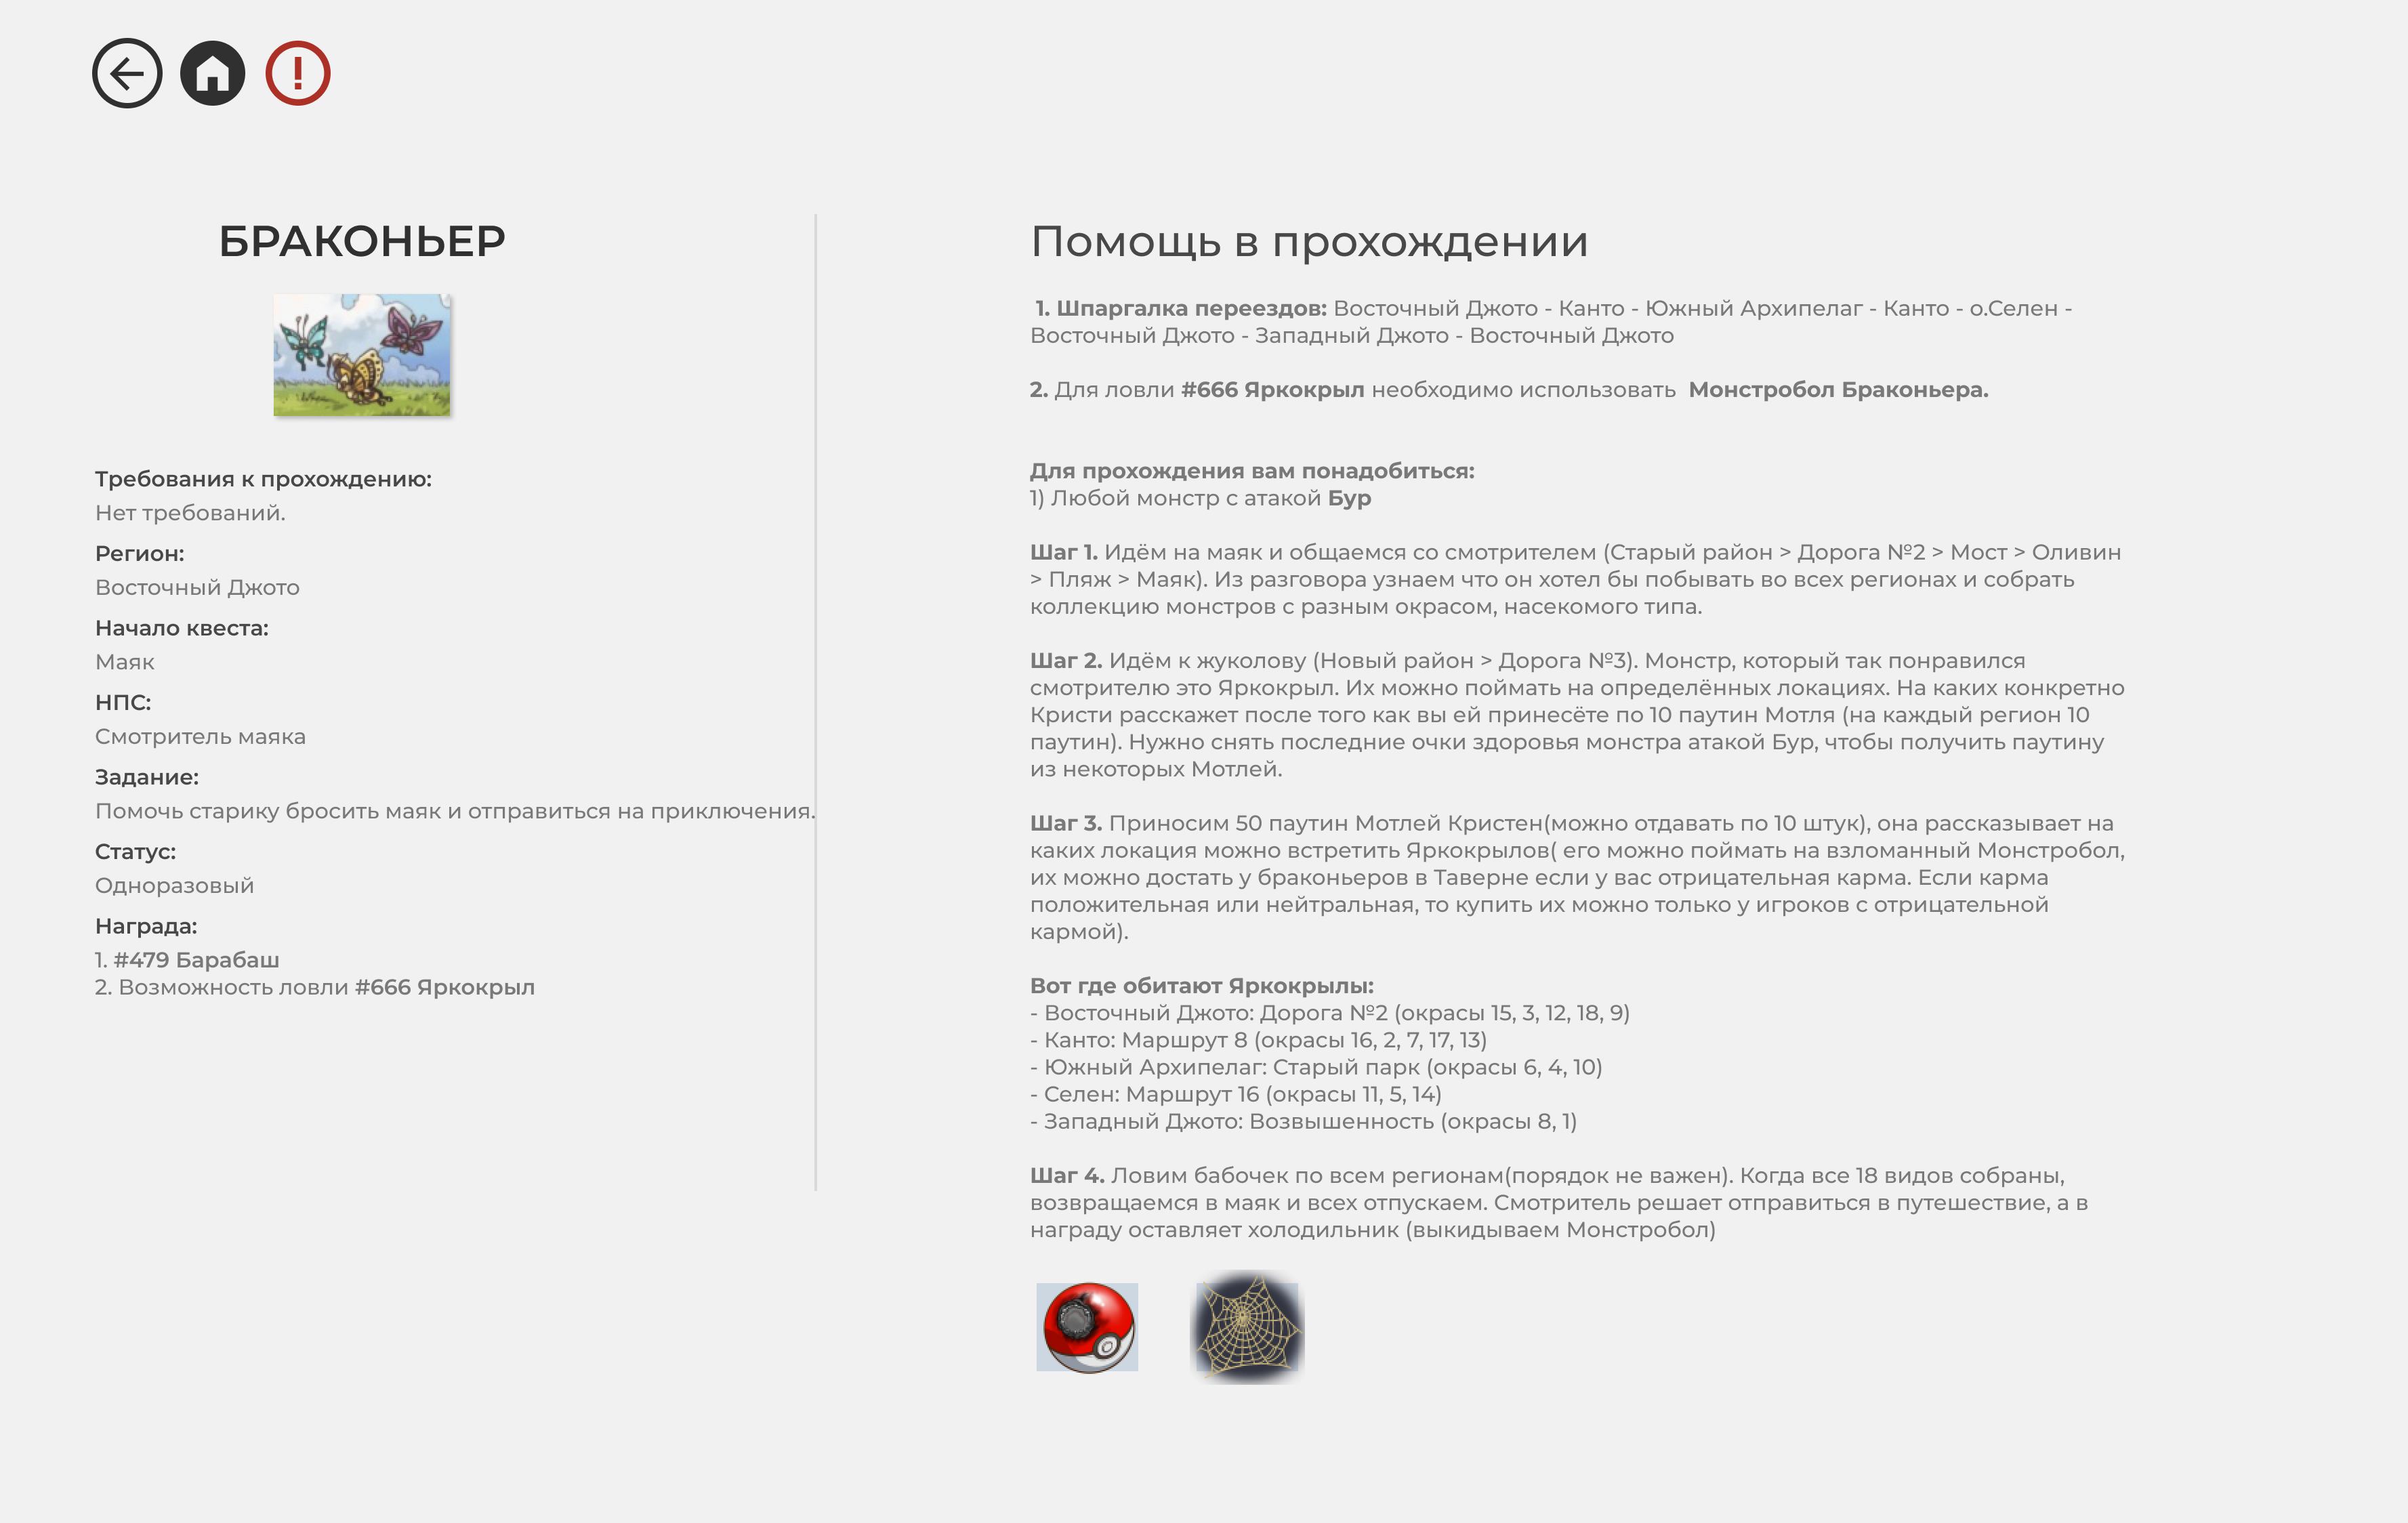 БРАКОНЬЕР
Требования к прохождению:
Нет требований.
Регион:
Восточный Джото
Начало квеста:
Маяк
НПС:
Смотритель маяка
Задание:
Помочь старику бросить маяк и отправиться на приключения.
Статус:
Одноразовый
Награда:
1. #479 Барабаш
2. Возможность ловли #666 Яркокрыл
Помощь в прохождении
1. Шпаргалка переездов: Восточный Джото - Канто - Южный Архипелаг - Канто - о.Селен -
Восточный Джото - Западный Джото - Восточный Джото
2. Для ловли #666 Яркокрыл необходимо использовать Монстробол Браконьера.
Для прохождения вам понадобиться:
1) Любой монстр с атакой Бур
Шаг 1. Идём на маяк и общаемся со смотрителем (Старый район > Дорога №2 > Мост > Оливин
> Пляж > Маяк). Из разговора узнаем что он хотел бы побывать во всех регионах и собрать
коллекцию монстров с разным окрасом, насекомого типа.
Шаг 2. Идём к жуколову (Новый район > Дорога №3). Монстр, который так понравился
смотрителю это Яркокрыл. Их можно поймать на определённых локациях. На каких конкретно
Кристи расскажет после того как вы ей принесёте по 10 паутин Мотля (на каждый регион 10
паутин). Нужно снять последние очки здоровья монстра атакой Бур, чтобы получить паутину
из некоторых Мотлей.
Шаг 3. Приносим 50 паутин Мотлей Кристен(можно отдавать по 10 штук), она рассказывает на
каких локация можно встретить Яркокрылов( его можно поймать на взломанный Монстробол,
их можно достать у браконьеров в Таверне если у вас отрицательная карма. Если карма
положительная или нейтральная, то купить их можно только у игроков с отрицательной
кармой).
Вот где обитают Яркокрылы:
- Восточный Джото: Дорога №2 (окрасы 15, 3, 12, 18, 9)
- Канто: Маршрут 8 (окрасы 16, 2, 7, 17, 13)
- Южный Архипелаг: Старый парк (окрасы 6, 4, 10)
- Селен: Маршрут 16 (окрасы 11, 5, 14)
- Западный Джото: Возвышенность (окрасы 8, 1)
Шаг 4. Ловим бабочек по всем регионам(порядок не важен). Когда все 18 видов собраны,
возвращаемся в маяк и всех отпускаем. Смотритель решает отправиться в путешествие, а в
награду оставляет холодильник (выкидываем Монстробол)